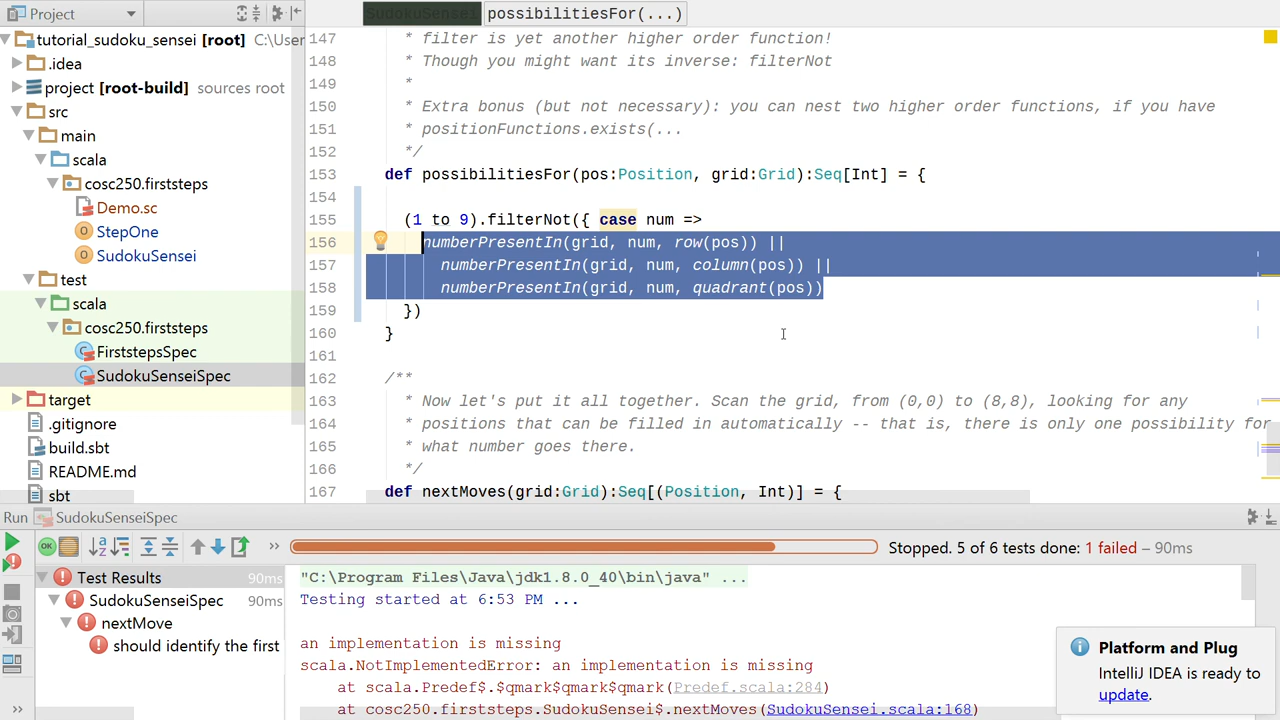 Project
SudokuSensei
possibilitiesFor(...)
tutorial_sudoku_sensei [root] C:\User
.idea
project [root-build] sources root
src
main
scala
cosc250.firststeps
Demo.sc
StepOne
SudokuSensei
test
scala
cosc250.firststeps
FirststepsSpec
SudokuSenseiSpec
target
.gitignore
build.sbt
README.md
sbt
147 * filter is yet another higher order function!
148 * Though you might want its inverse: filterNot
149 *
150 * Extra bonus (but not necessary): you can nest two higher order functions, if you have
151 * positionFunctions.exists(...
152 */
153 def possibilitiesFor(pos:Position, grid:Grid):Seq[Int] = {
154
155 (1 to 9).filterNot({ case num =>
156 numberPresentIn(grid, num, row(pos)) ||
157 numberPresentIn(grid, num, column(pos)) ||
158 numberPresentIn(grid, num, quadrant(pos))
159 })
160 }
161
162 /**
163 * Now let's put it all together. Scan the grid, from (0,0) to (8,8), looking for any
164 * positions that can be filled in automatically -- that is, there is only one possibility for
165 * what number goes there.
166 */
167 def nextMoves(grid:Grid):Seq[(Position, Int)] = {
Run SudokuSenseiSpec
OK
Stopped. 5 of 6 tests done: 1 failed – 90ms
Test Results 90ms
SudokuSenseiSpec 90ms
nextMove
should identify the first
"C:\Program Files\Java\jdk1.8.0_40\bin\java" ...
Testing started at 6:53 PM ...
an implementation is missing
scala.NotImplementedError: an implementation is missing
at scala.Predef$.$qmark$qmark$qmark(Predef.scala:284)
at cosc250.firststeps.SudokuSensei$.nextMoves(SudokuSensei.scala:168)
Platform and Plug
IntelliJ IDEA is ready to
update.